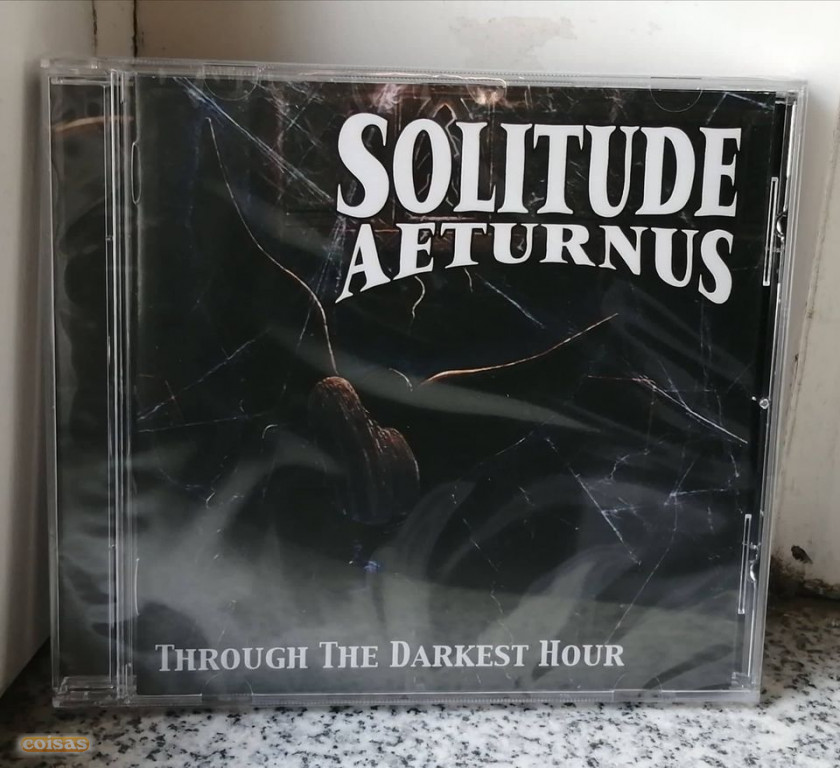 SOLITUDE
AETURNUS
THROUGH THE DARKEST HOUR
coisas